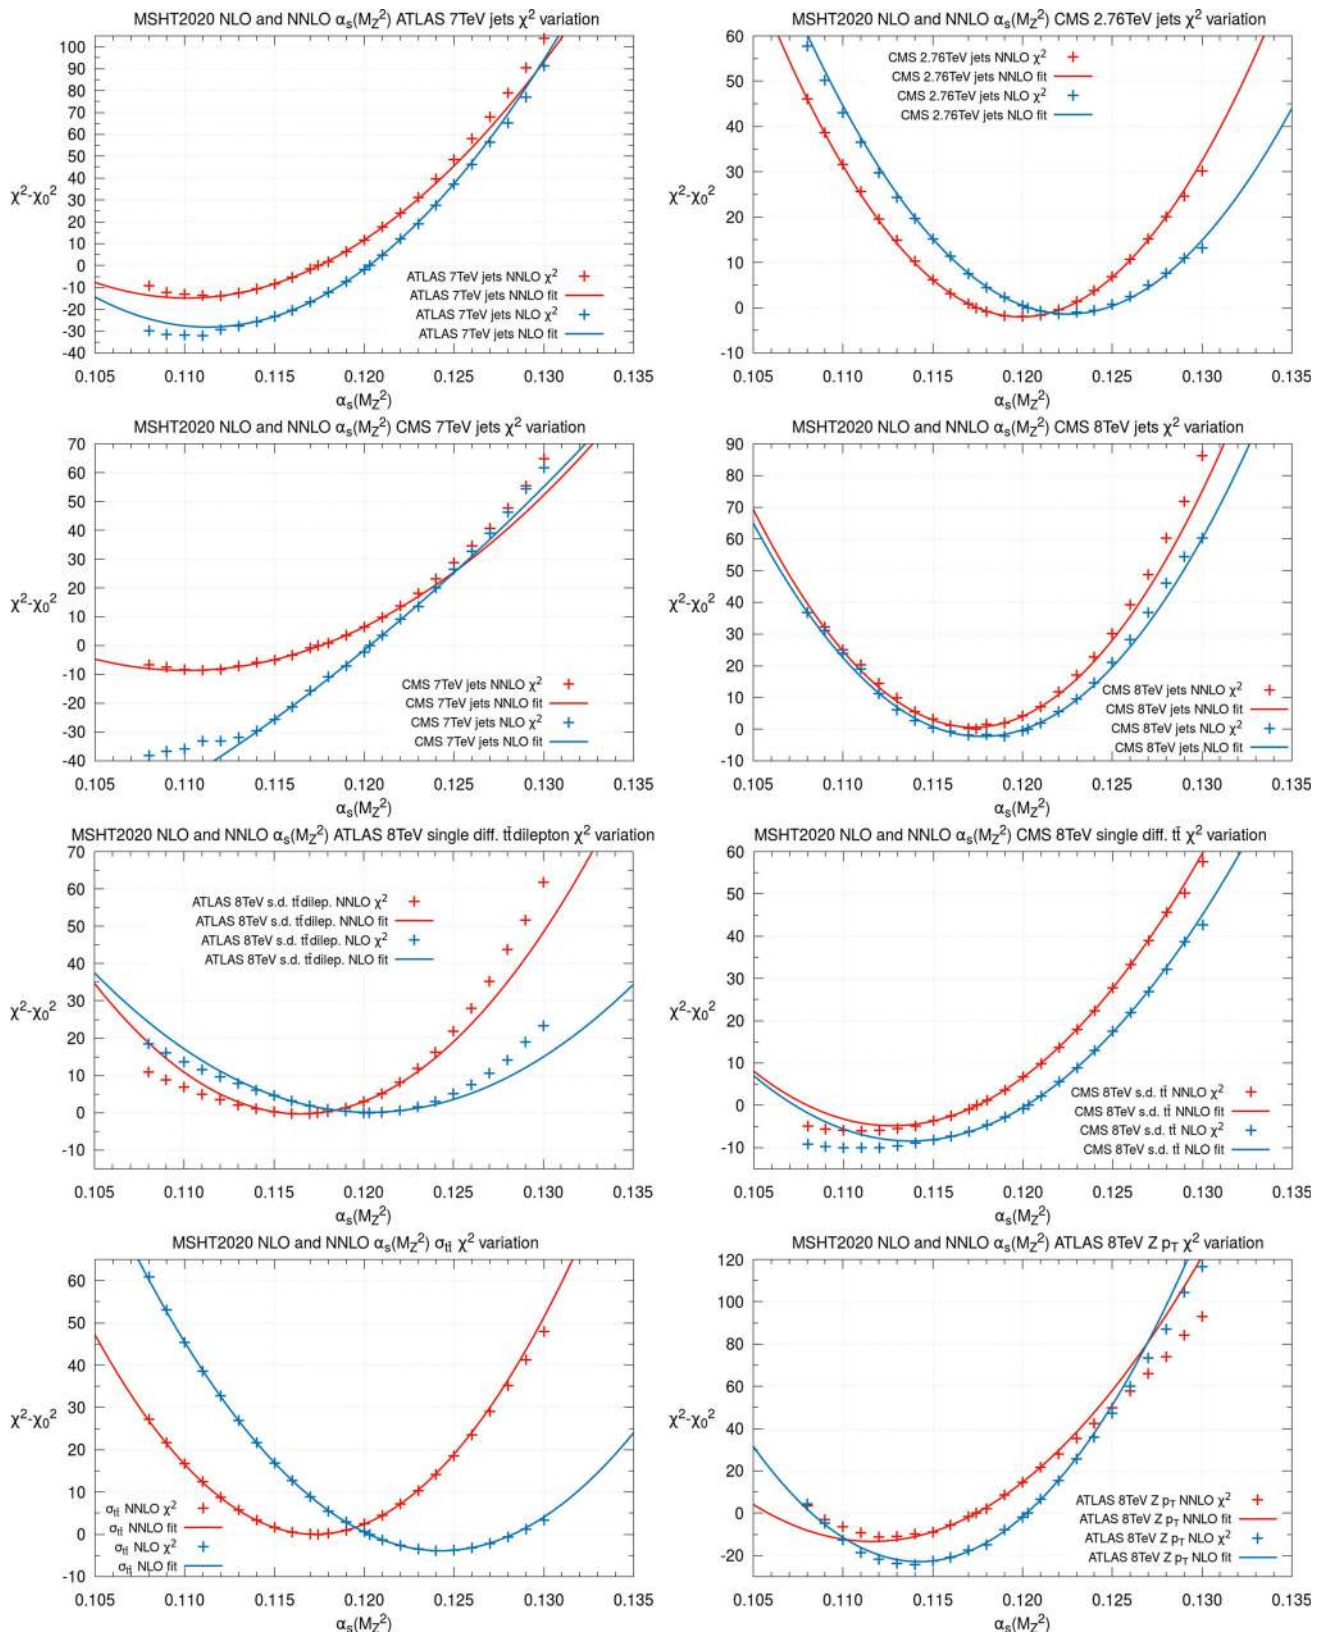 MSHT2020 NLO and NNLO αs(MZ²) ATLAS 7TeV jets χ² variation
100
90
80
70
60
50
40
30
20
10
0
-10
-20
-30
-40
χ²-χ₀²
ATLAS 7TeV jets NNLO χ²
ATLAS 7TeV jets NNLO fit
ATLAS 7TeV jets NLO χ²
ATLAS 7TeV jets NLO fit
0.105 0.110 0.115 0.120 0.125 0.130 0.135
αs(MZ²)
MSHT2020 NLO and NNLO αs(MZ²) CMS 2.76TeV jets χ² variation
60
50
40
30
20
10
0
-10
χ²-χ₀²
CMS 2.76TeV jets NNLO χ²
CMS 2.76TeV jets NNLO fit
CMS 2.76TeV jets NLO χ²
CMS 2.76TeV jets NLO fit
0.105 0.110 0.115 0.120 0.125 0.130 0.135
αs(MZ²)
MSHT2020 NLO and NNLO αs(MZ²) CMS 7TeV jets χ² variation
70
60
50
40
30
20
10
0
-10
-20
-30
-40
χ²-χ₀²
CMS 7TeV jets NNLO χ²
CMS 7TeV jets NNLO fit
CMS 7TeV jets NLO χ²
CMS 7TeV jets NLO fit
0.105 0.110 0.115 0.120 0.125 0.130 0.135
αs(MZ²)
MSHT2020 NLO and NNLO αs(MZ²) CMS 8TeV jets χ² variation
90
80
70
60
50
40
30
20
10
0
-10
χ²-χ₀²
CMS 8TeV jets NNLO χ²
CMS 8TeV jets NNLO fit
CMS 8TeV jets NLO χ²
CMS 8TeV jets NLO fit
0.105 0.110 0.115 0.120 0.125 0.130 0.135
αs(MZ²)
MSHT2020 NLO and NNLO αs(MZ²) ATLAS 8TeV single diff. tt̄ dilepton χ² variation
70
60
50
40
30
20
10
0
-10
χ²-χ₀²
ATLAS 8TeV s.d. tt̄ dilep. NNLO χ²
ATLAS 8TeV s.d. tt̄ dilep. NNLO fit
ATLAS 8TeV s.d. tt̄ dilep. NLO χ²
ATLAS 8TeV s.d. tt̄ dilep. NLO fit
0.105 0.110 0.115 0.120 0.125 0.130 0.135
αs(MZ²)
MSHT2020 NLO and NNLO αs(MZ²) CMS 8TeV single diff. tt̄ χ² variation
60
50
40
30
20
10
0
-10
χ²-χ₀²
CMS 8TeV s.d. tt̄ NNLO χ²
CMS 8TeV s.d. tt̄ NNLO fit
CMS 8TeV s.d. tt̄ NLO χ²
CMS 8TeV s.d. tt̄ NLO fit
0.105 0.110 0.115 0.120 0.125 0.130 0.135
αs(MZ²)
MSHT2020 NLO and NNLO αs(MZ²) σtt̄ χ² variation
60
50
40
30
20
10
0
-10
χ²-χ₀²
σtt̄ NNLO χ²
σtt̄ NNLO fit
σtt̄ NLO χ²
σtt̄ NLO fit
0.105 0.110 0.115 0.120 0.125 0.130 0.135
αs(MZ²)
MSHT2020 NLO and NNLO αs(MZ²) ATLAS 8TeV Z pT χ² variation
120
100
80
60
40
20
0
-20
χ²-χ₀²
ATLAS 8TeV Z pT NNLO χ²
ATLAS 8TeV Z pT NNLO fit
ATLAS 8TeV Z pT NLO χ²
ATLAS 8TeV Z pT NLO fit
0.105 0.110 0.115 0.120 0.125 0.130 0.135
αs(MZ²)